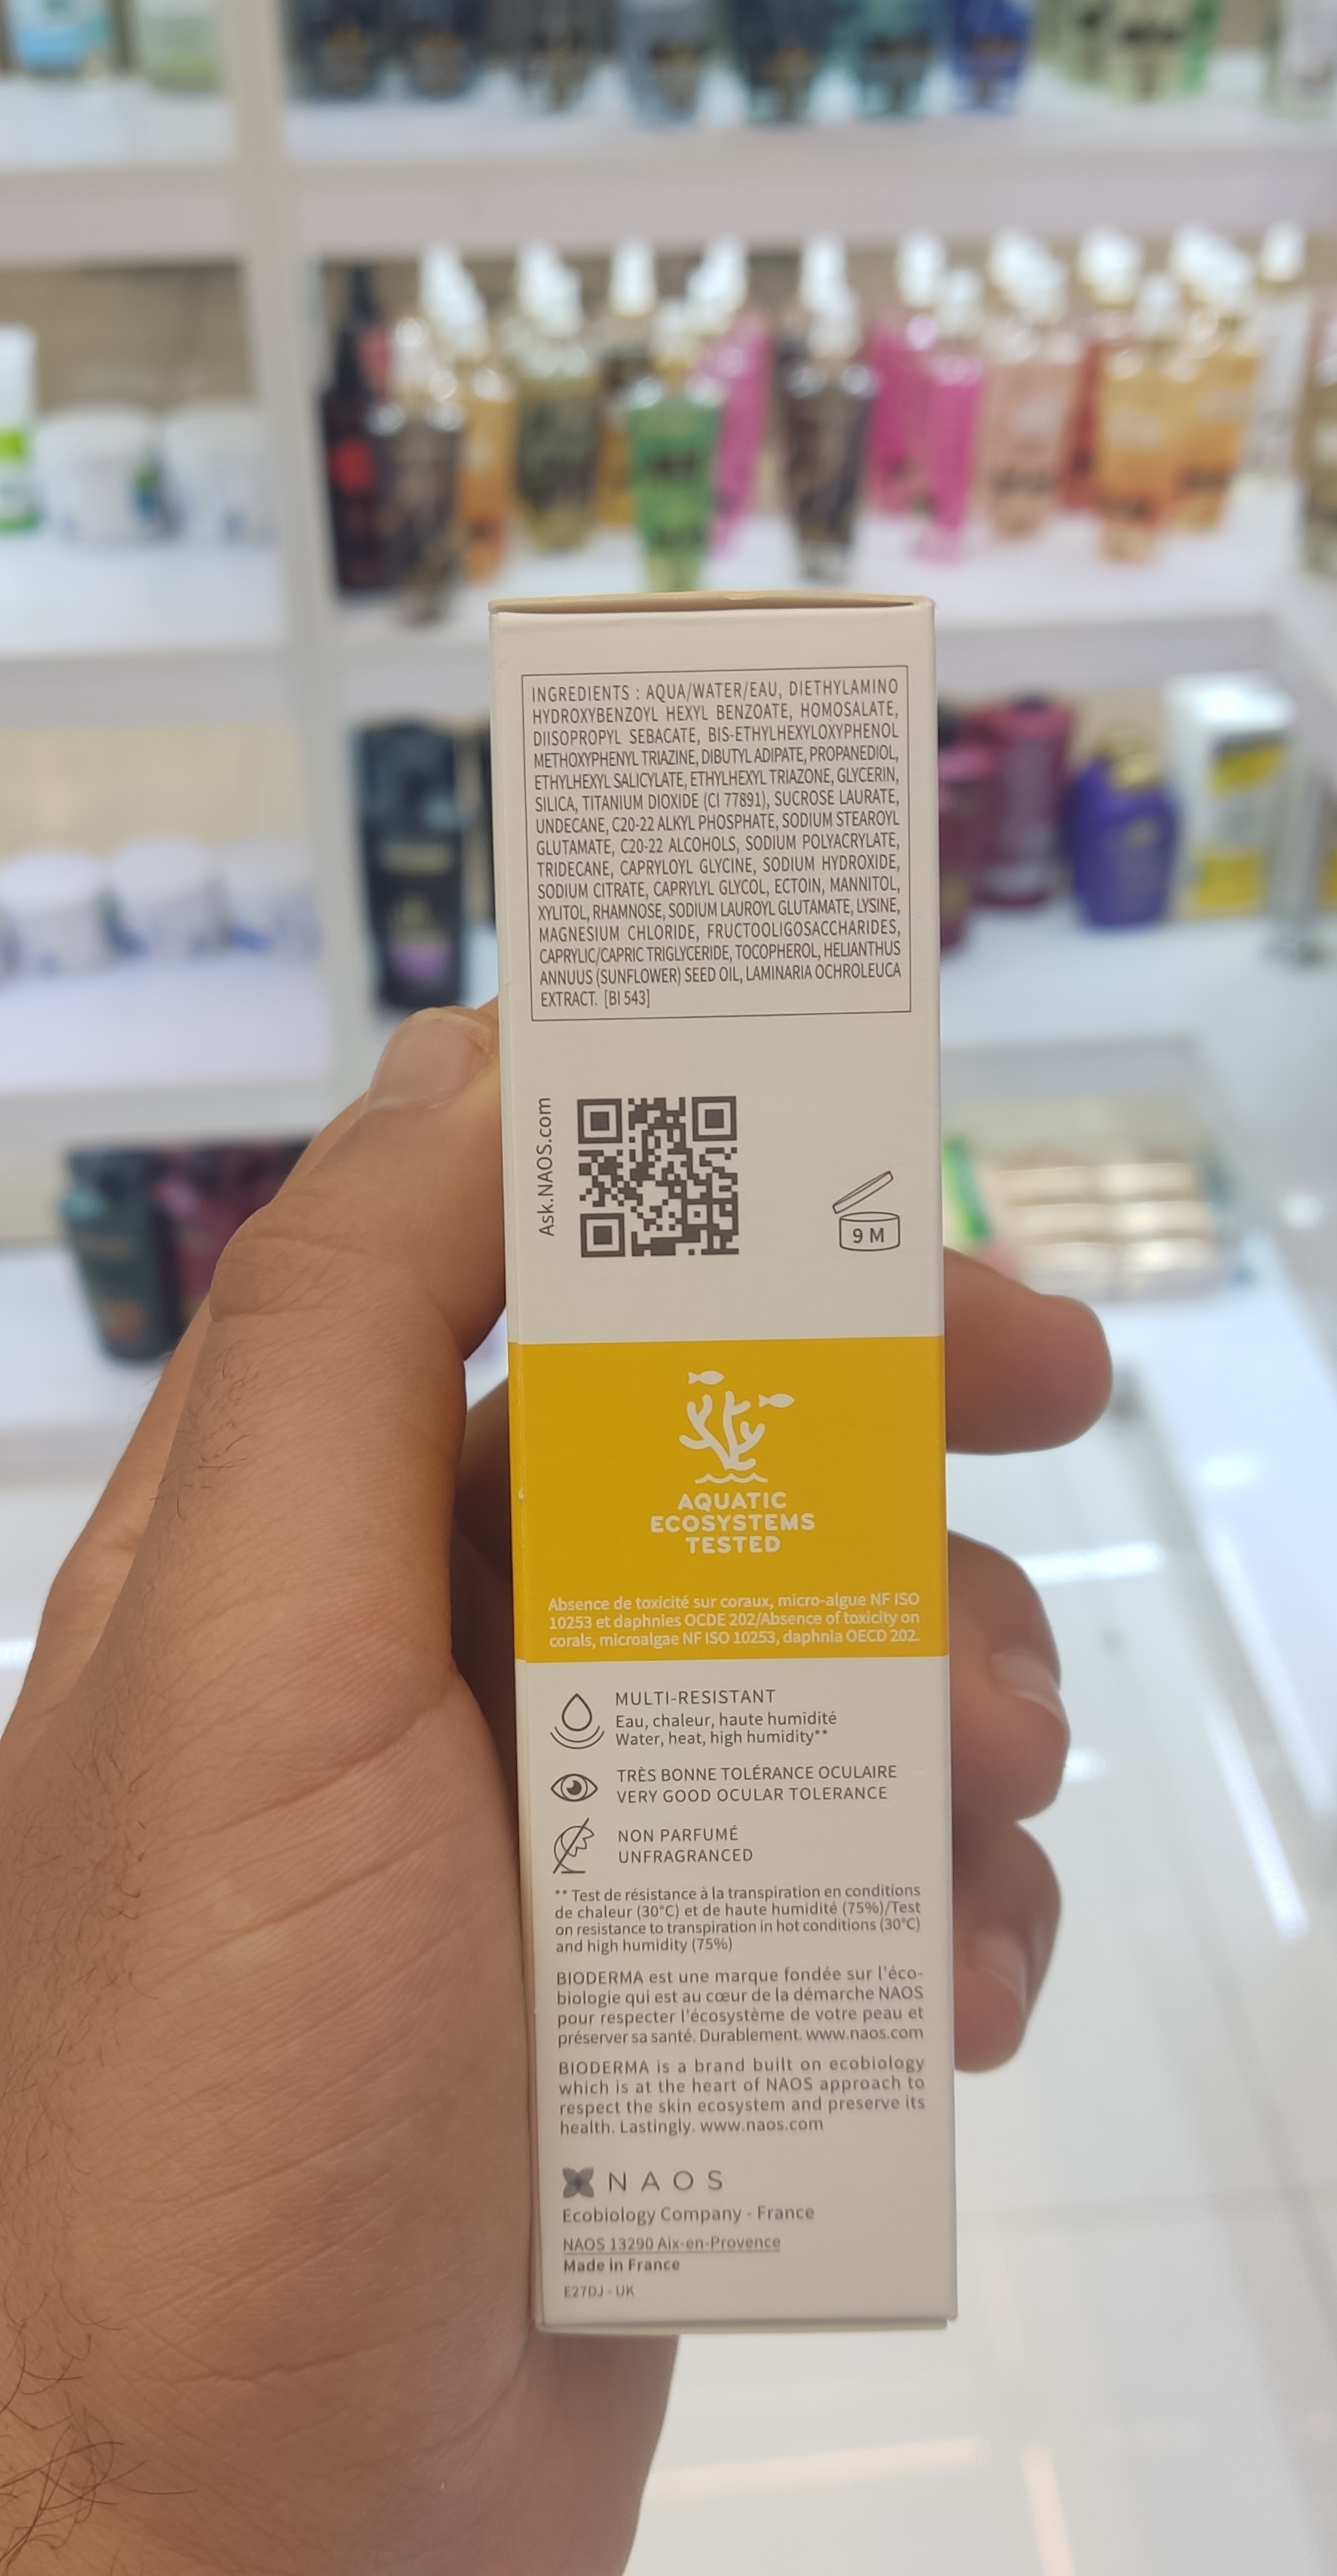 INGREDIENTS : AQUA/WATER/EAU, DIETHYLAMINO
HYDROXYBENZOYL HEXYL BENZOATE, HOMOSALATE,
DIISOPROPYL SEBACATE, BIS-ETHYLHEXYLOXYPHENOL
METHOXYPHENYL TRIAZINE, DIBUTYL ADIPATE, PROPANEDIOL,
ETHYLHEXYL SALICYLATE, ETHYLHEXYL TRIAZONE, GLYCERIN,
SILICA, TITANIUM DIOXIDE (CI 77891), SUCROSE LAURATE,
UNDECANE, C20-22 ALKYL PHOSPHATE, SODIUM STEAROYL
GLUTAMATE, C20-22 ALCOHOLS, SODIUM POLYACRYLATE,
TRIDECANE, CAPRYLOYL GLYCINE, SODIUM HYDROXIDE,
SODIUM CITRATE, CAPRYLYL GLYCOL, ECTOIN, MANNITOL,
XYLITOL, RHAMNOSE, SODIUM LAUROYL GLUTAMATE, LYSINE,
MAGNESIUM CHLORIDE, FRUCTOOLIGOSACCHARIDES,
CAPRYLIC/CAPRIC TRIGLYCERIDE, TOCOPHEROL, HELIANTHUS
ANNUUS (SUNFLOWER) SEED OIL, LAMINARIA OCHROLEUCA
EXTRACT. [BI 543]
Ask.NAOS.com
9 M
AQUATIC
ECOSYSTEMS
TESTED
Absence de toxicité sur coraux, micro-algue NF ISO
10253 et daphnies OCDE 202/Absence of toxicity on
corals, microalgae NF ISO 10253, daphnia OECD 202.
MULTI-RESISTANT
Eau, chaleur, haute humidité
Water, heat, high humidity**
TRÈS BONNE TOLÉRANCE OCULAIRE
VERY GOOD OCULAR TOLERANCE
NON PARFUMÉ
UNFRAGRANCED
** Test de résistance à la transpiration en conditions
de chaleur (30°C) et de haute humidité (75%)/Test
on resistance to transpiration in hot conditions (30°C)
and high humidity (75%)
BIODERMA est une marque fondée sur l'éco-
biologie qui est au cœur de la démarche NAOS
pour respecter l'écosystème de votre peau et
préserver sa santé. Durablement. www.naos.com
BIODERMA is a brand built on ecobiology
which is at the heart of NAOS approach to
respect the skin ecosystem and preserve its
health. Lastingly. www.naos.com
NAOS
Ecobiology Company - France
NAOS 13290 Aix-en-Provence
Made in France
E27DJ - UK